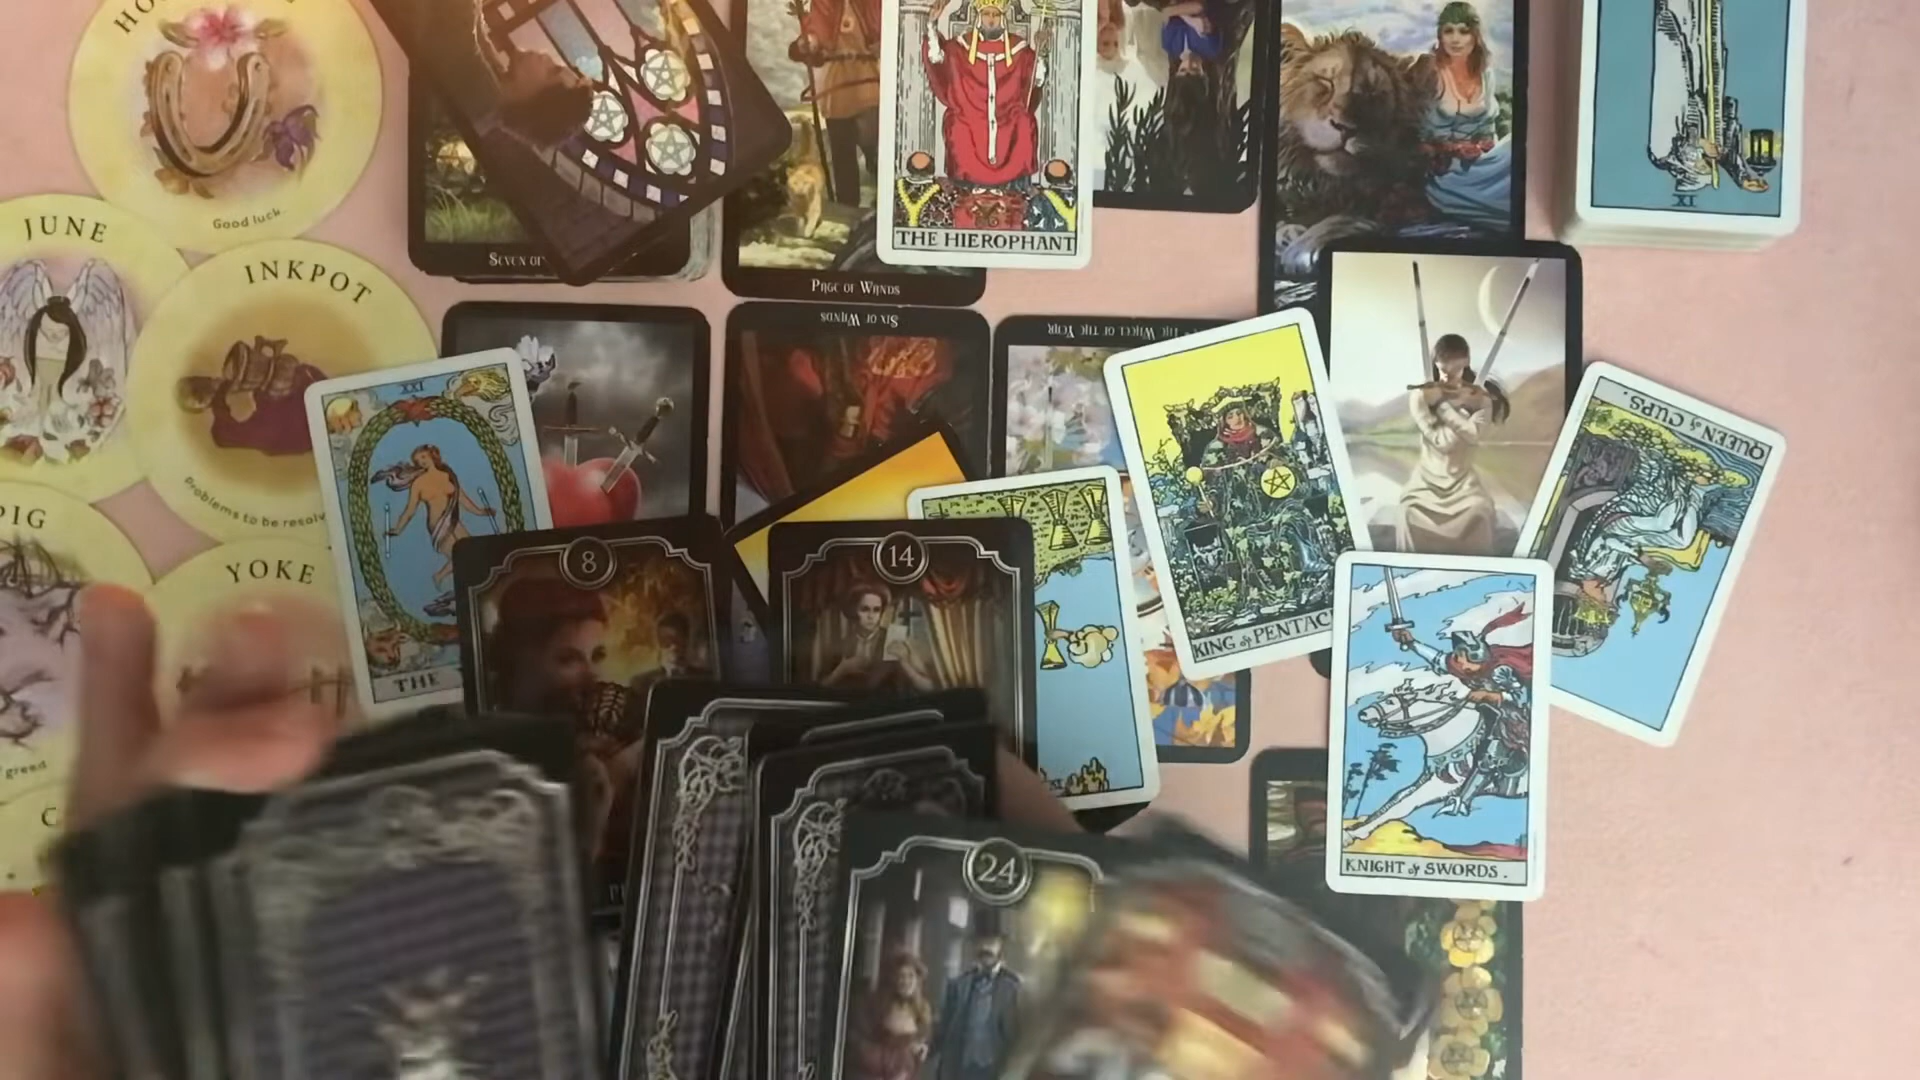 Good luck.
JUNE
INKPOT
Problems to be
PIG
YOKE
greed
SEVEN OF
PAGE OF WANDS
THE HIEROPHANT
XI
SIX OF WANDS
THE WHEEL OF THE YEAR
XXI
THE
8
14
KING of PENTAC
QUEEN of CUPS.
KNIGHT of SWORDS.
24